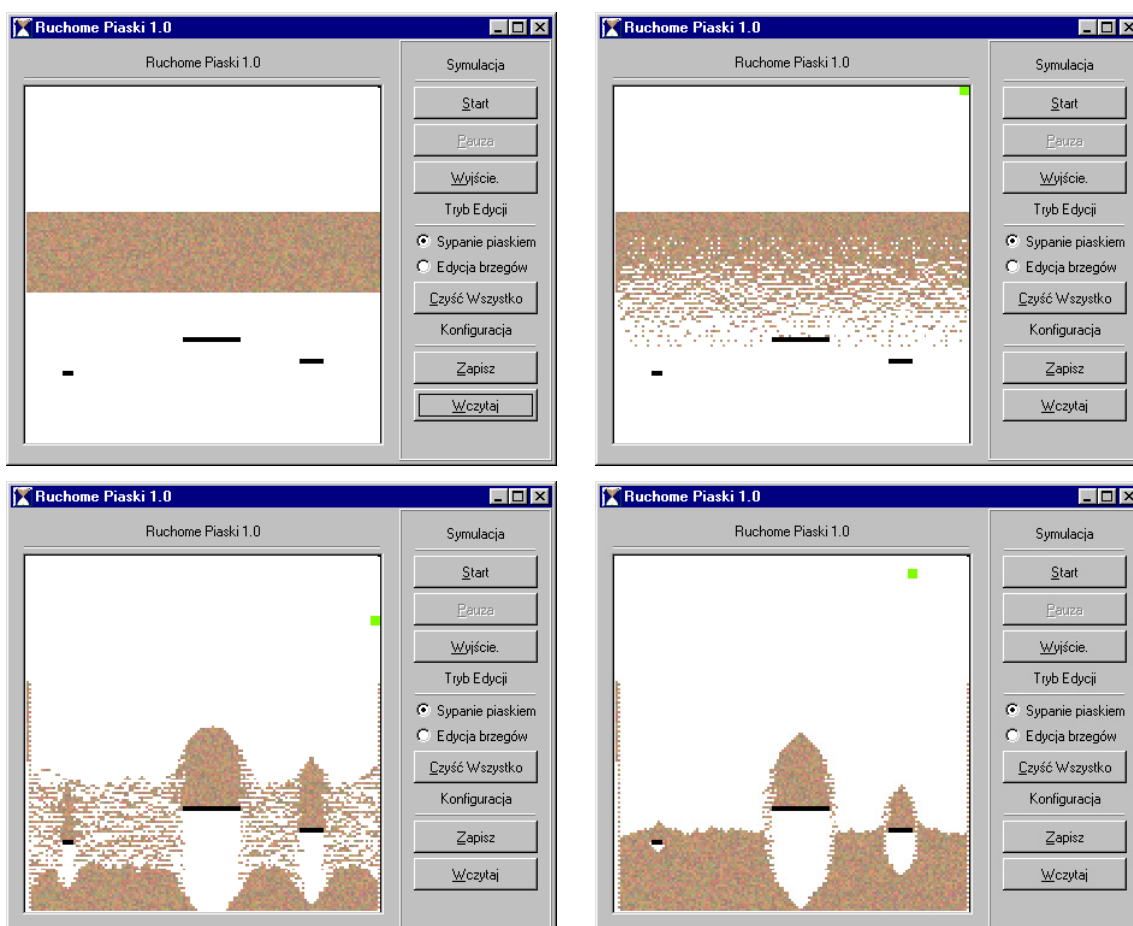 Ruchome Piaski 1.0
Ruchome Piaski 1.0
Symulacja
Start
Pauza
Wyjście.
Tryb Edycji
Sypanie piaskiem
Edycja brzegów
Czyść Wszystko
Konfiguracja
Zapisz
Wczytaj
Ruchome Piaski 1.0
Ruchome Piaski 1.0
Symulacja
Start
Pauza
Wyjście.
Tryb Edycji
Sypanie piaskiem
Edycja brzegów
Czyść Wszystko
Konfiguracja
Zapisz
Wczytaj
Ruchome Piaski 1.0
Ruchome Piaski 1.0
Symulacja
Start
Pauza
Wyjście.
Tryb Edycji
Sypanie piaskiem
Edycja brzegów
Czyść Wszystko
Konfiguracja
Zapisz
Wczytaj
Ruchome Piaski 1.0
Ruchome Piaski 1.0
Symulacja
Start
Pauza
Wyjście.
Tryb Edycji
Sypanie piaskiem
Edycja brzegów
Czyść Wszystko
Konfiguracja
Zapisz
Wczytaj